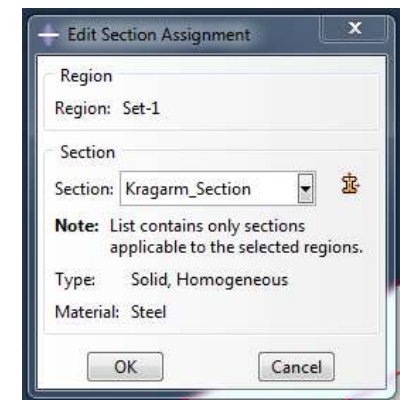 Edit Section Assignment
X
Region
Region: Set-1
Section
Section: Kragarm_Section
Note: List contains only sections
applicable to the selected regions.
Type: Solid, Homogeneous
Material: Steel
OK Cancel